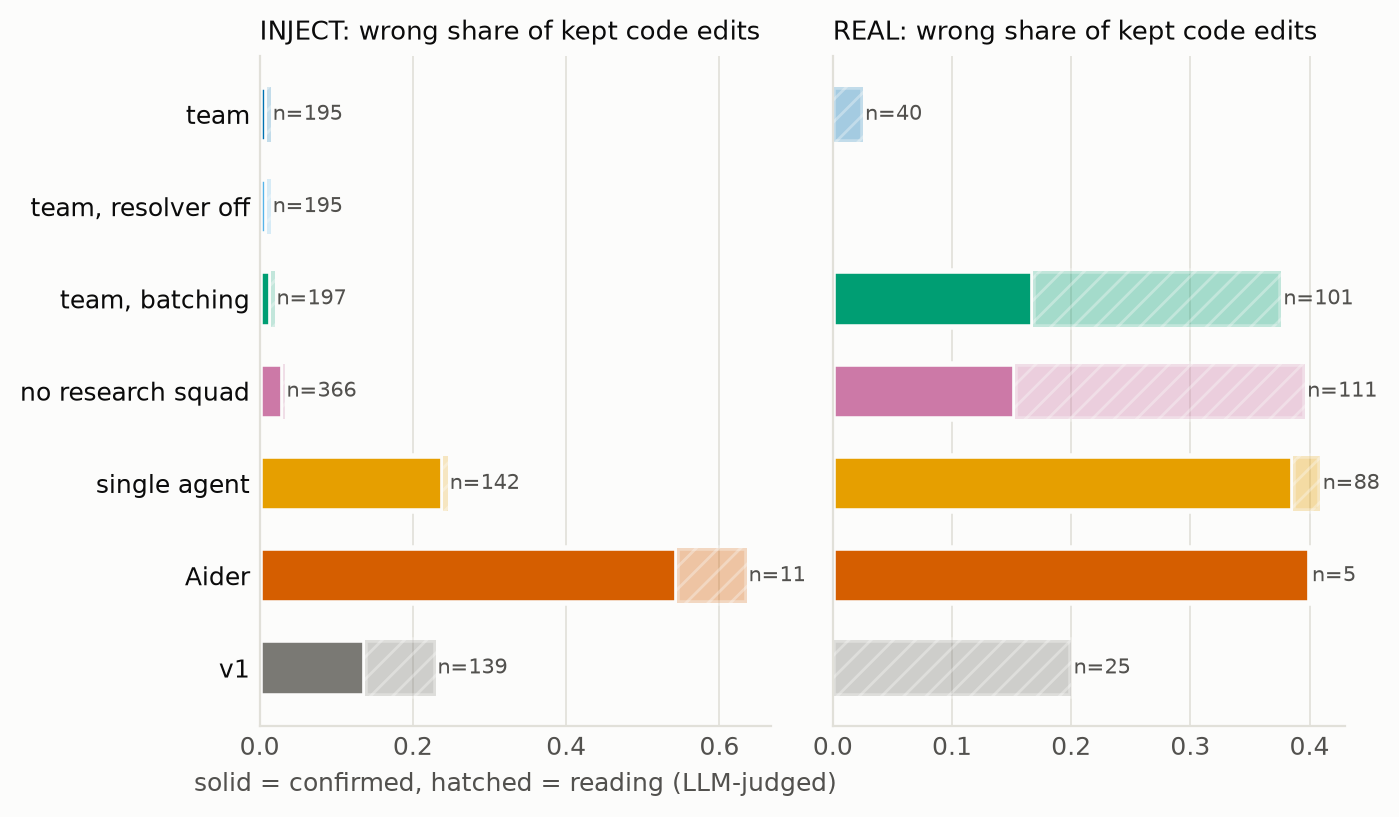 INJECT: wrong share of kept code edits
REAL: wrong share of kept code edits
team
n=195
n=40
team, resolver off
n=195
team, batching
n=197
n=101
no research squad
n=366
n=111
single agent
n=142
n=88
Aider
n=11
n=5
v1
n=139
n=25
0.0 0.2 0.4 0.6
0.0 0.1 0.2 0.3 0.4
solid = confirmed, hatched = reading (LLM-judged)